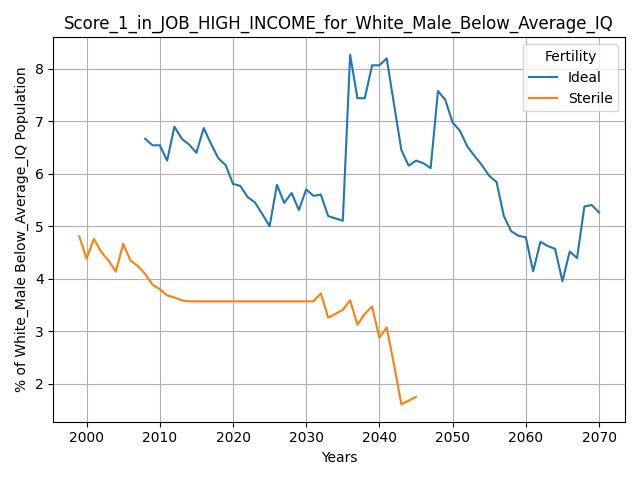 Score_1_in_JOB_HIGH_INCOME_for_White_Male_Below_Average_IQ
Fertility
Ideal
Sterile
% of White_Male Below_Average_IQ Population
8
7
6
5
4
3
2
2000 2010 2020 2030 2040 2050 2060 2070
Years